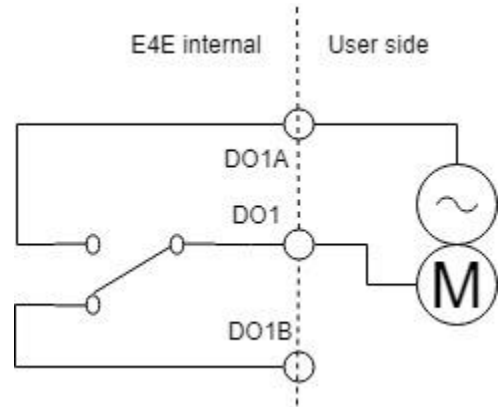 E4E internal User side
DO1A
DO1
DO1B
M